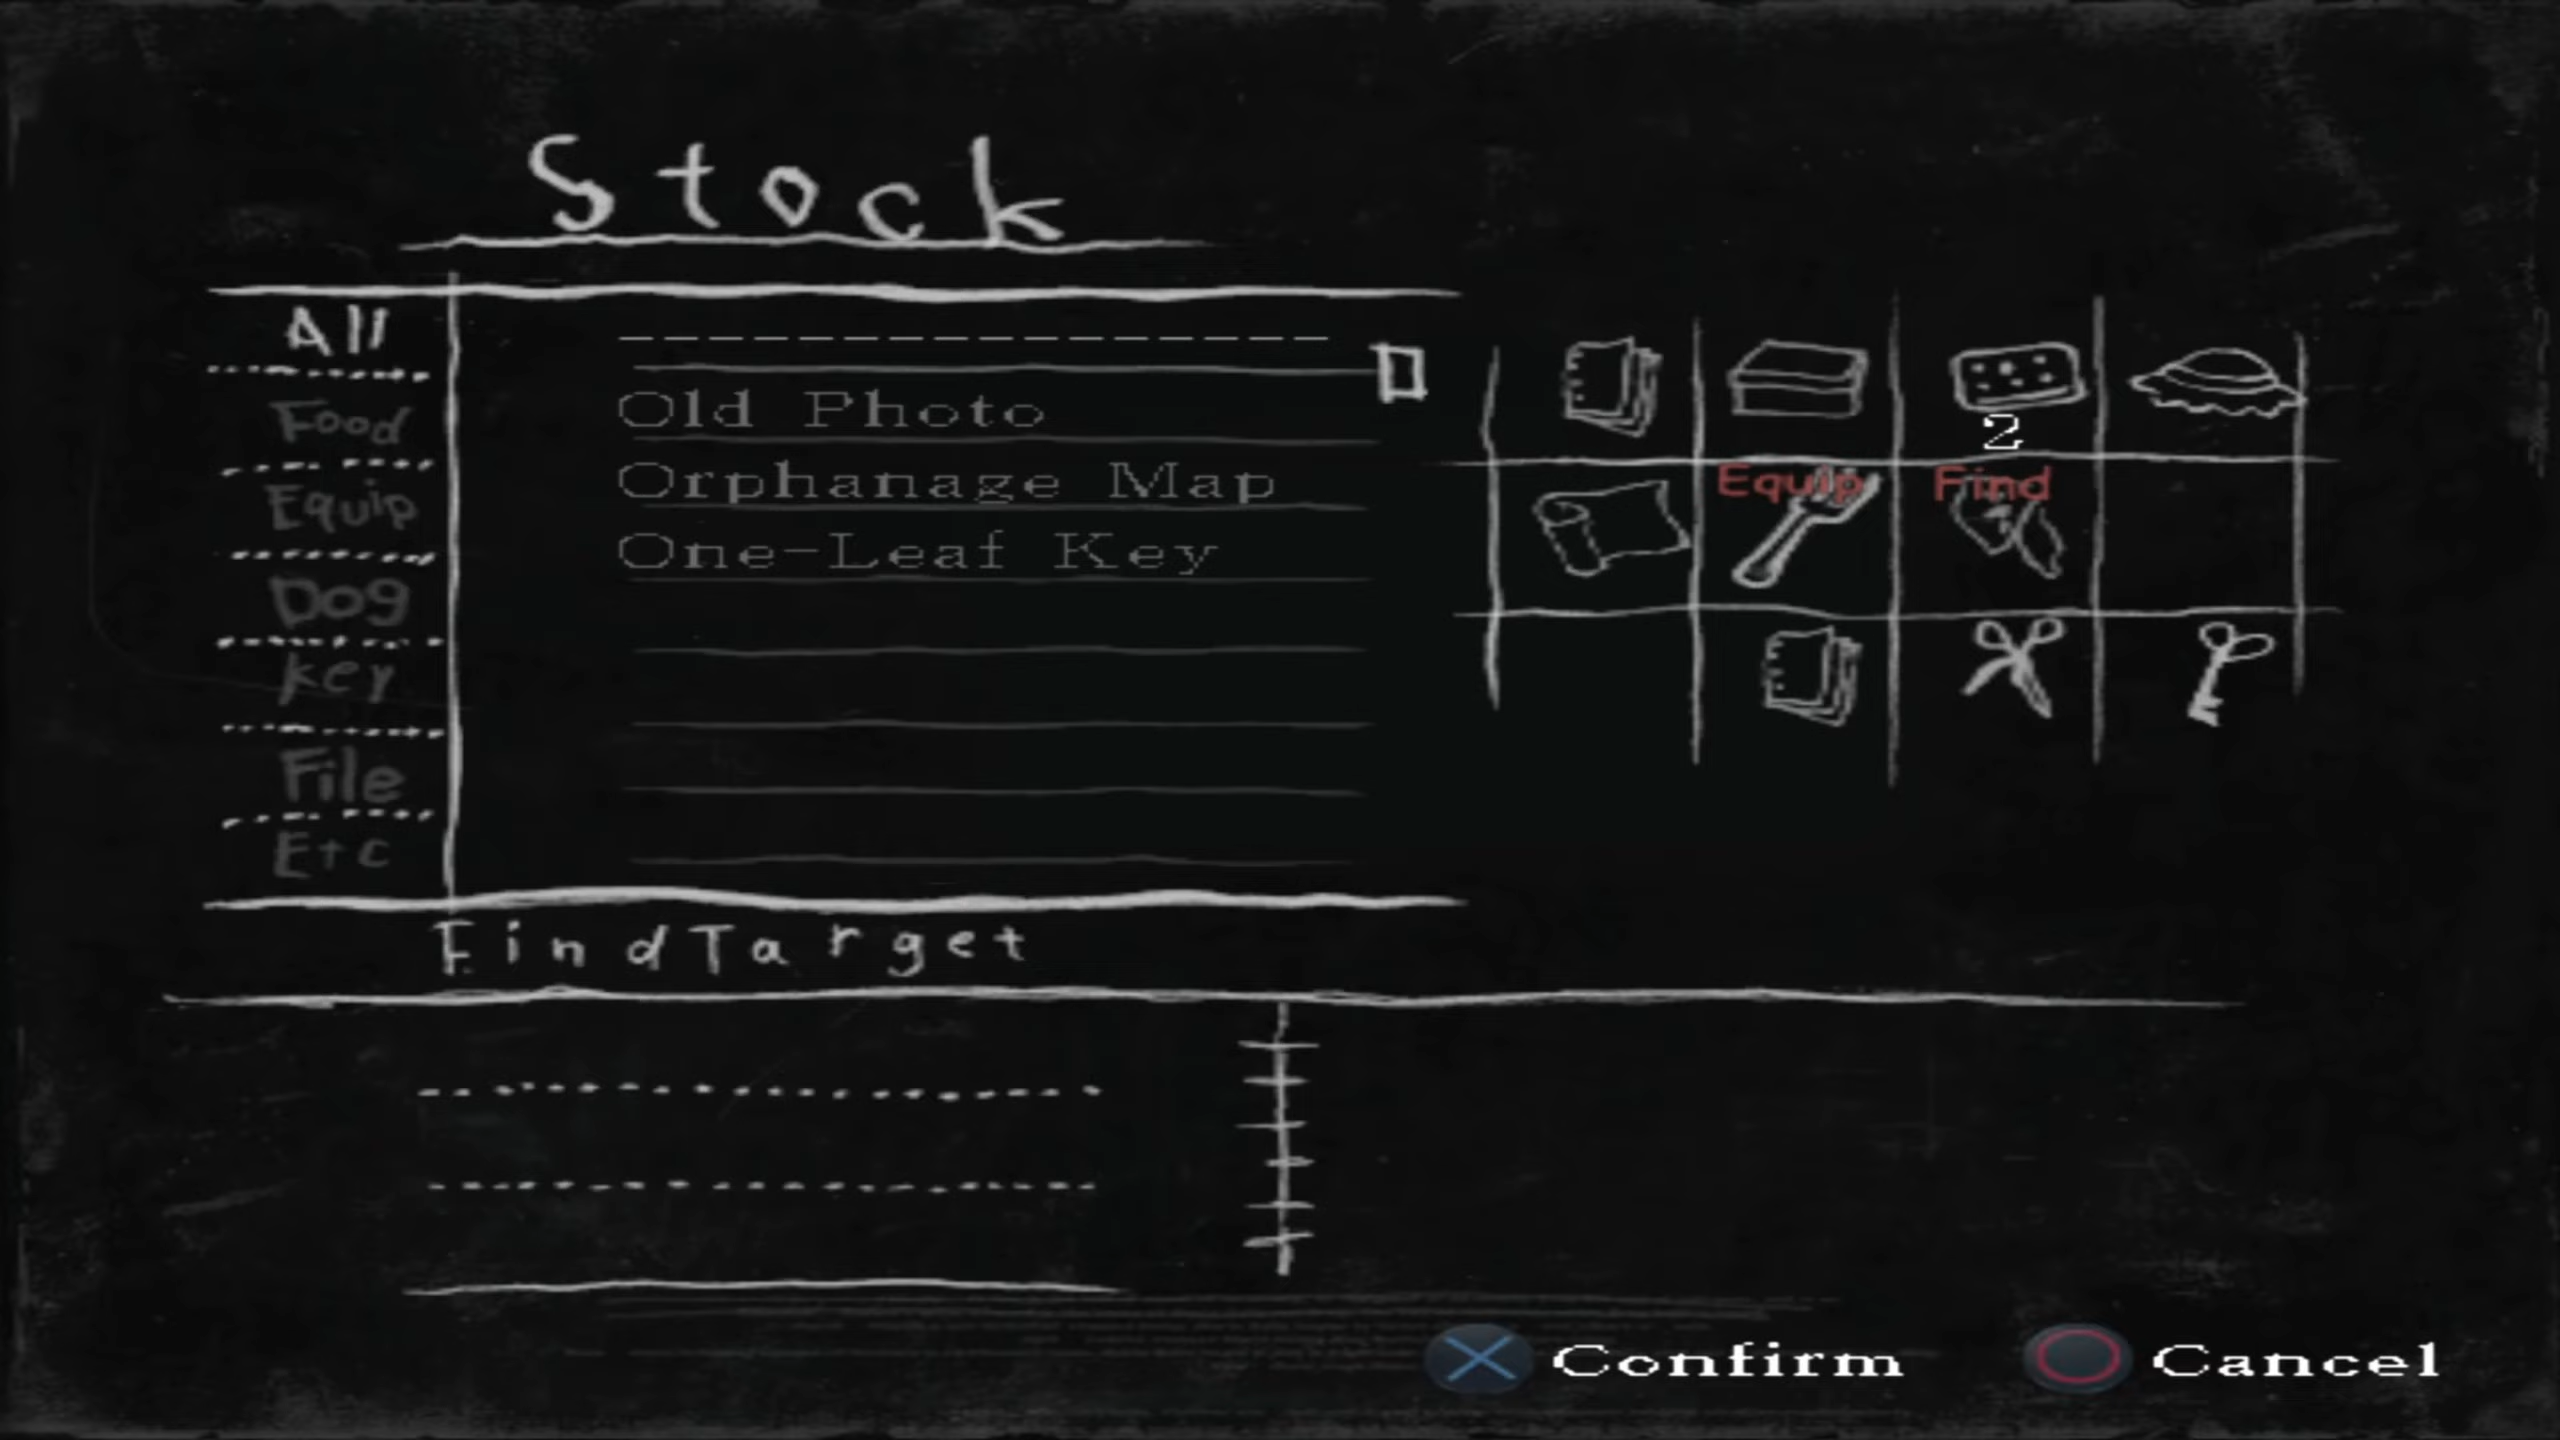 Stock
All
Food
Equip
Dog
Key
File
Etc
Old Photo
Orphanage Map
One-Leaf Key
2
Equip
Find
FindTarget
Confirm
Cancel